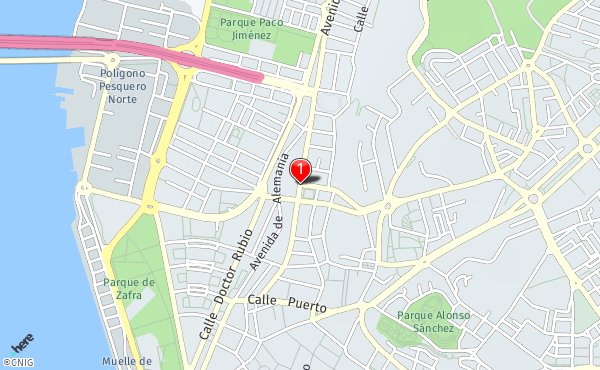 Parque Paco
Jiménez
Avenic
Calle
Polígono
Pesquero
Norte
1
Avenida de Alemania
Calle Doctor Rubio
Parque de
Zafra
Calle Puerto
Parque Alonso
Sánchez
Muelle de
here
©CNIG